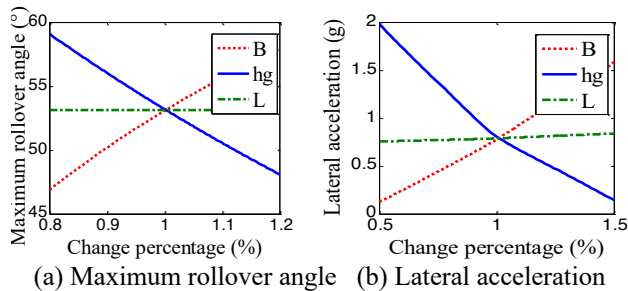 Maximum rollover angle (°)
60
55
50
45
0.8
0.9
1
1.1
1.2
Change percentage (%)
B
hg
L
Lateral acceleration (g)
2
1.5
1
0.5
0
0.5
1
1.5
Change percentage (%)
B
hg
L
(a) Maximum rollover angle (b) Lateral acceleration